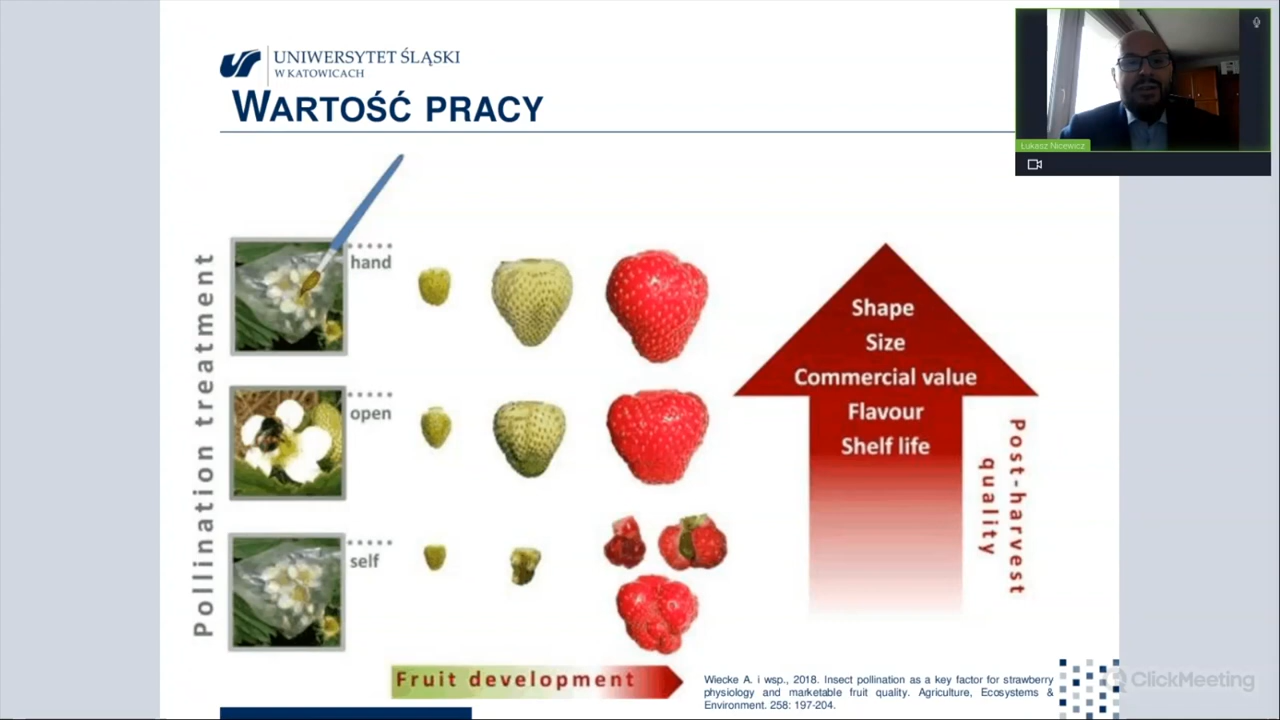 UNIWERSYTET ŚLĄSKI
W KATOWICACH
WARTOŚĆ PRACY
Łukasz Nicewicz
Pollination treatment
hand
open
self
Shape
Size
Commercial value
Flavour
Shelf life
Post-harvest
quality
Fruit development
Wiecke A. i wsp., 2018. Insect pollination as a key factor for strawberry
physiology and marketable fruit quality. Agriculture, Ecosystems &
Environment. 258: 197-204.
ClickMeeting